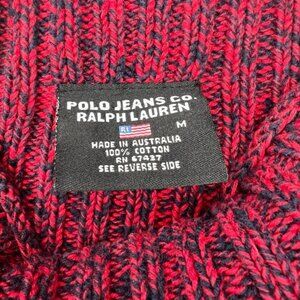 POLO JEANS CO.
RALPH LAUREN
M
MADE IN AUSTRALIA
100% COTTON
RN 67437
SEE REVERSE SIDE